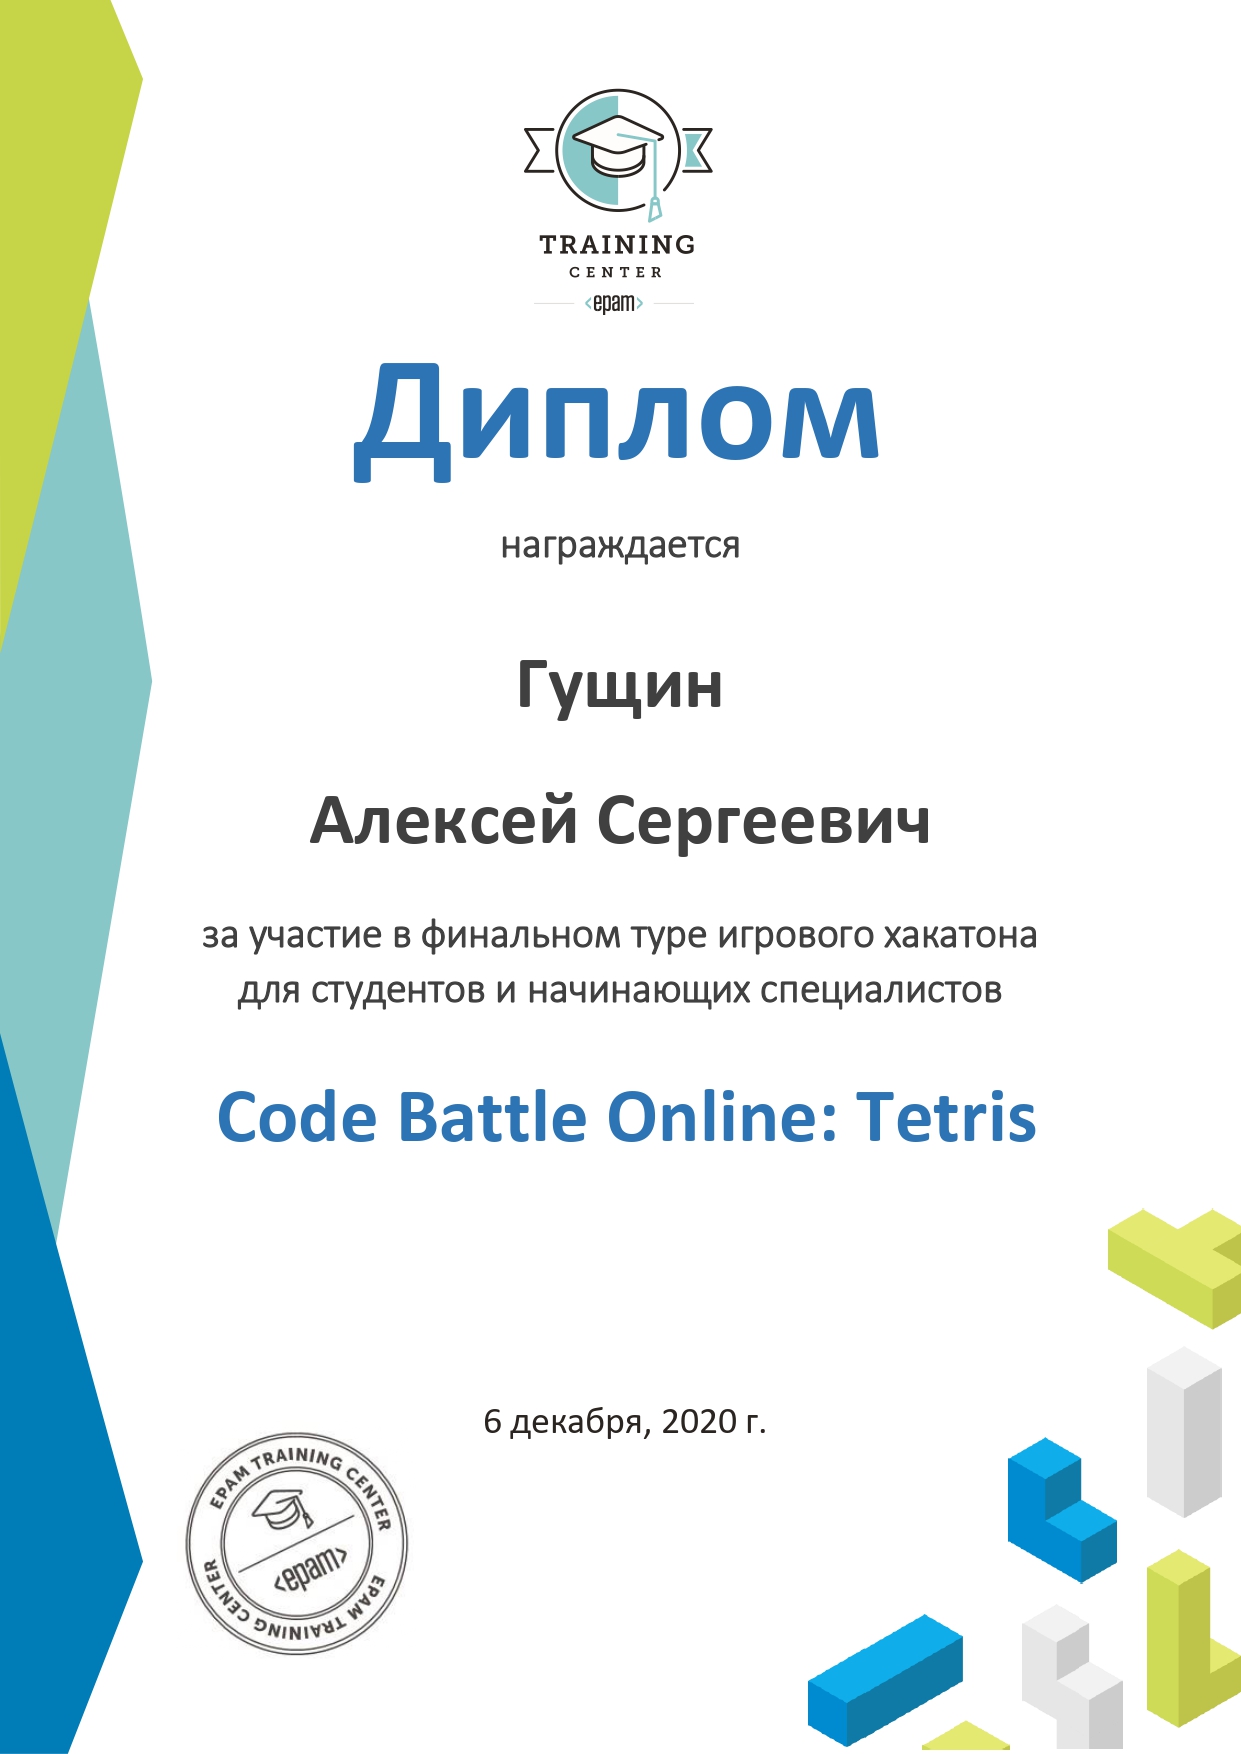 TRAINING
CENTER
<epam>
Диплом
награждается
Гущин
Алексей Сергеевич
за участие в финальном туре игрового хакатона
для студентов и начинающих специалистов
Code Battle Online: Tetris
6 декабря, 2020 г.
EPAM TRAINING CENTER
<epam>
EPAM TRAINING CENTER